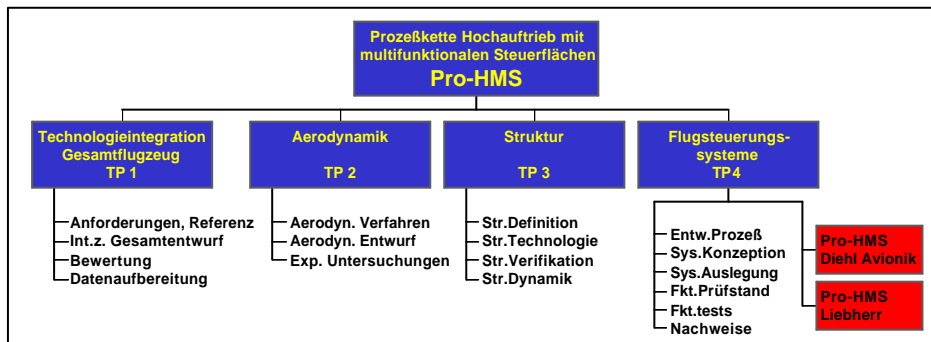 Prozeßkette Hochauftrieb mit
multifunktionalen Steuerflächen
Pro-HMS
Technologieintegration
Gesamtflugzeug
TP 1
Aerodynamik
TP 2
Struktur
TP 3
Flugsteuerungs-
systeme
TP4
Anforderungen, Referenz
Int.z. Gesamtentwurf
Bewertung
Datenaufbereitung
Aerodyn. Verfahren
Aerodyn. Entwurf
Exp. Untersuchungen
Str.Definition
Str.Technologie
Str.Verifikation
Str.Dynamik
Entw.Prozeß
Sys.Konzeption
Sys.Auslegung
Fkt.Prüfstand
Fkt.tests
Nachweise
Pro-HMS
Diehl Avionik
Pro-HMS
Liebherr